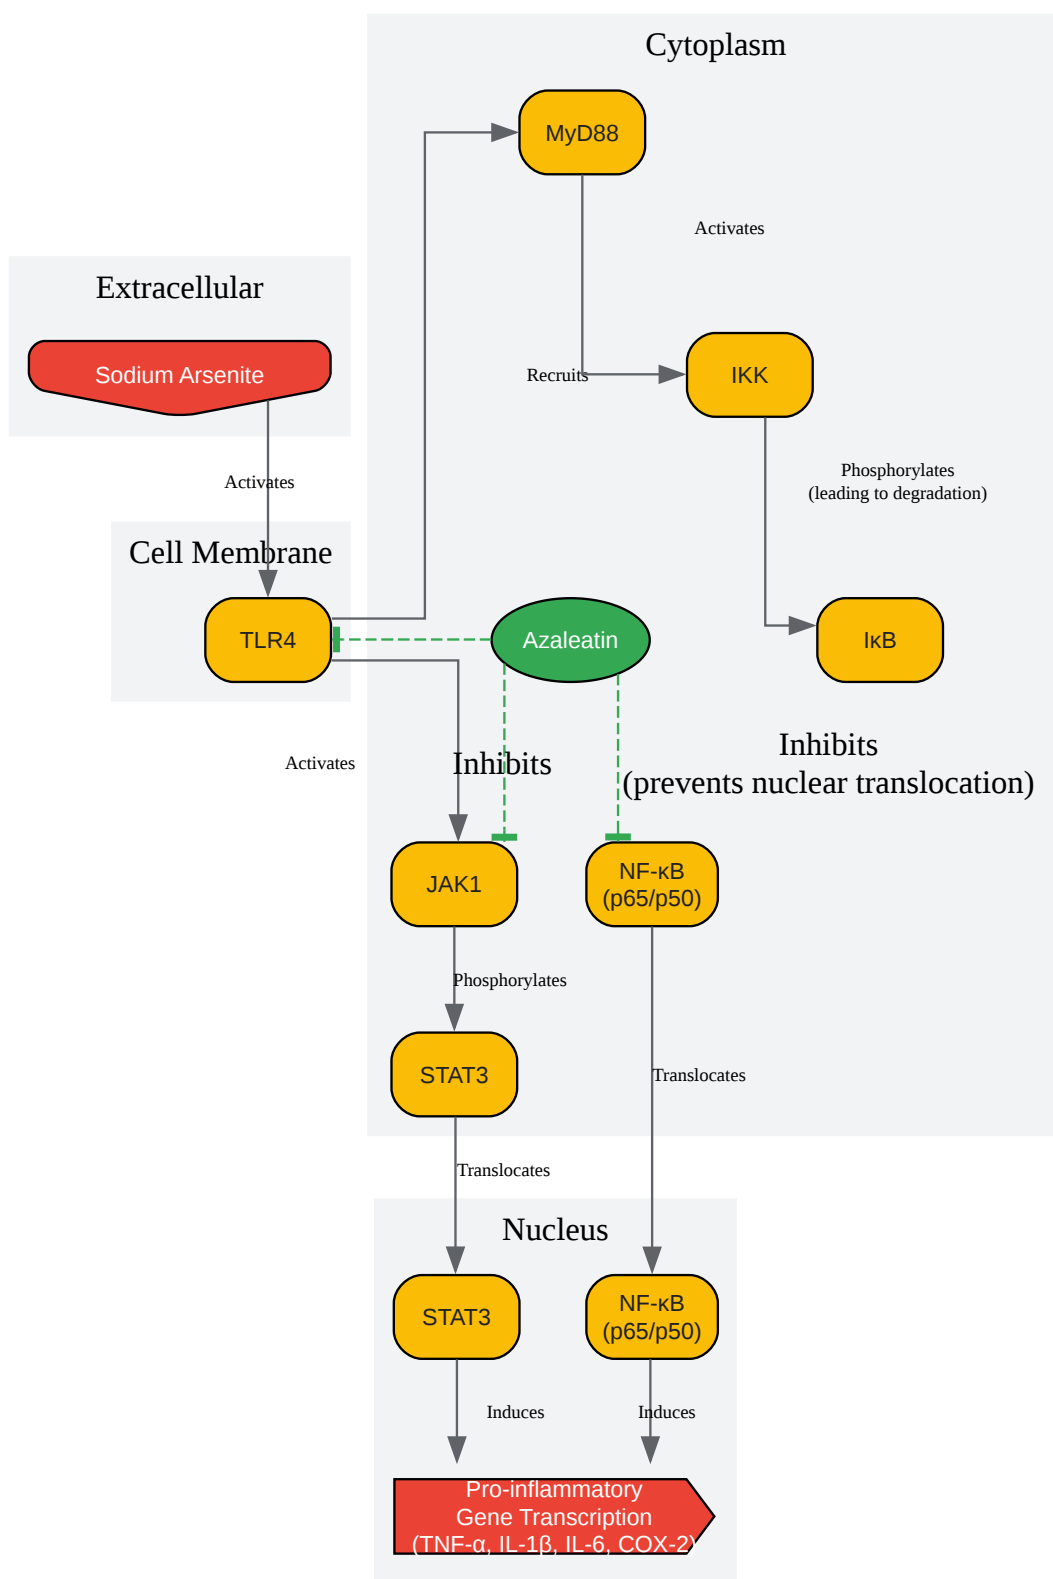 Cytoplasm
MyD88
Activates
Extracellular
Sodium Arsenite
Recruits
IKK
Activates
Phosphorylates
(leading to degradation)
Cell Membrane
TLR4
Azaleatin
IκB
Activates
Inhibits
Inhibits
(prevents nuclear translocation)
JAK1
NF-κB
(p65/p50)
Phosphorylates
STAT3
Translocates
Translocates
Nucleus
STAT3
NF-κB
(p65/p50)
Induces
Induces
Pro-inflammatory
Gene Transcription
(TNF-α, IL-1β, IL-6, COX-2)